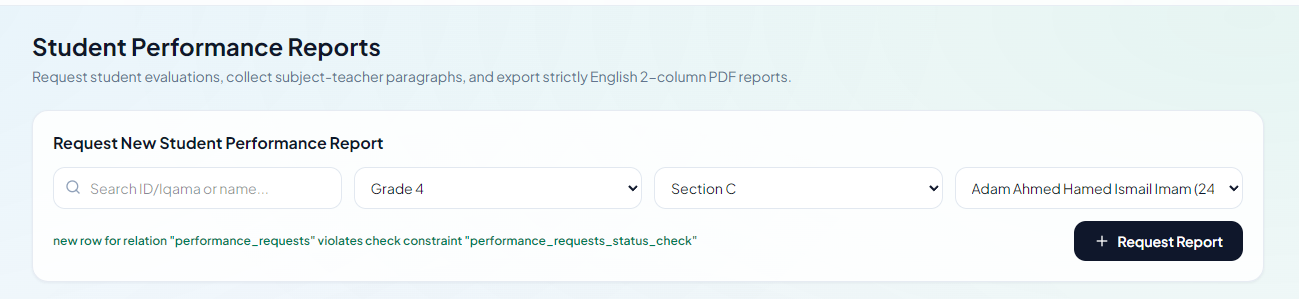 Student Performance Reports
Request student evaluations, collect subject-teacher paragraphs, and export strictly English 2-column PDF reports.
Request New Student Performance Report
Search ID/Iqama or name...
Grade 4
Section C
Adam Ahmed Hamed Ismail Imam (24
new row for relation "performance_requests" violates check constraint "performance_requests_status_check"
+ Request Report